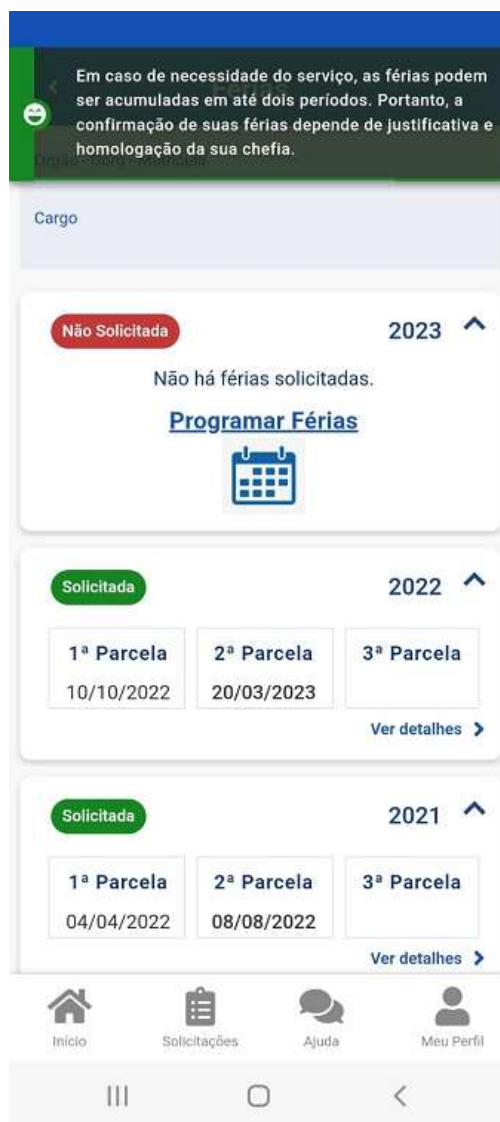 Em caso de necessidade do serviço, as férias podem
ser acumuladas em até dois períodos. Portanto, a
confirmação de suas férias depende de justificativa e
homologação da sua chefia.
Férias
Cargo
Não Solicitada
2023
Não há férias solicitadas.
Programar Férias
Solicitada
2022
1ª Parcela
2ª Parcela
3ª Parcela
10/10/2022
20/03/2023
Ver detalhes
Solicitada
2021
1ª Parcela
2ª Parcela
3ª Parcela
04/04/2022
08/08/2022
Ver detalhes
Início
Solicitações
Ajuda
Meu Perfil